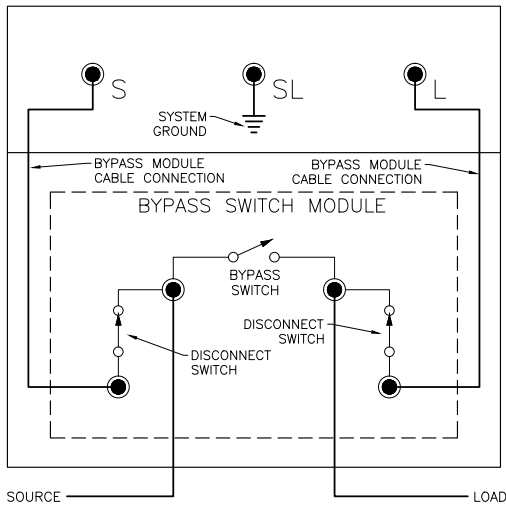 S
SL
L
SYSTEM
GROUND
BYPASS MODULE
CABLE CONNECTION
BYPASS MODULE
CABLE CONNECTION
BYPASS SWITCH MODULE
BYPASS
SWITCH
DISCONNECT
SWITCH
DISCONNECT
SWITCH
SOURCE
LOAD